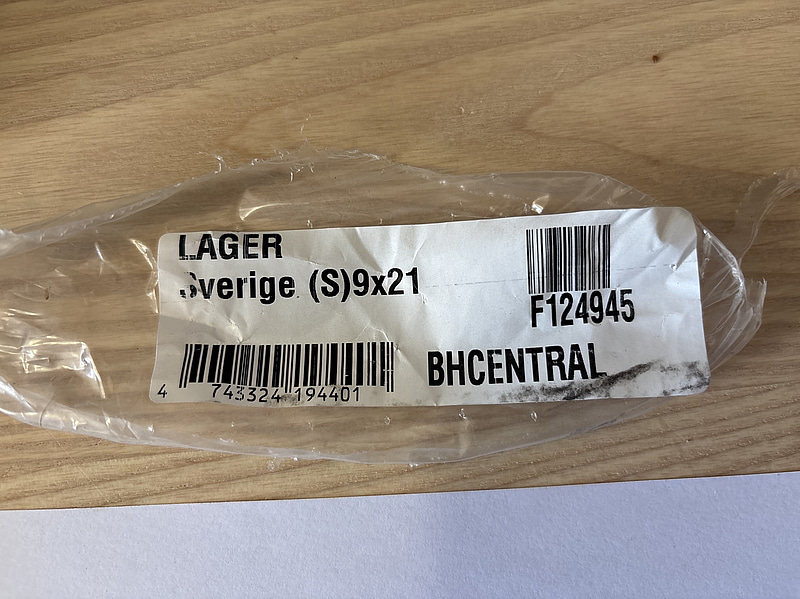 LAGER
Sverige (S)9x21
F124945
BHCENTRAL
4 743324 194401